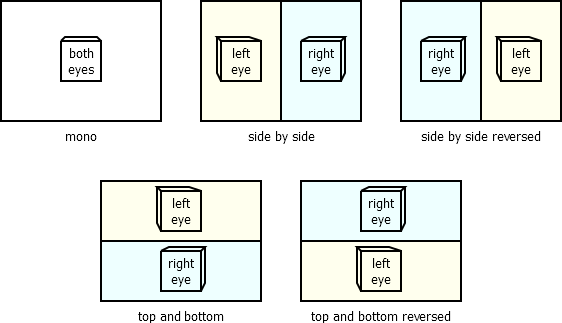 both
eyes
mono
left
eye
right
eye
side by side
right
eye
left
eye
side by side reversed
left
eye
right
eye
top and bottom
right
eye
left
eye
top and bottom reversed